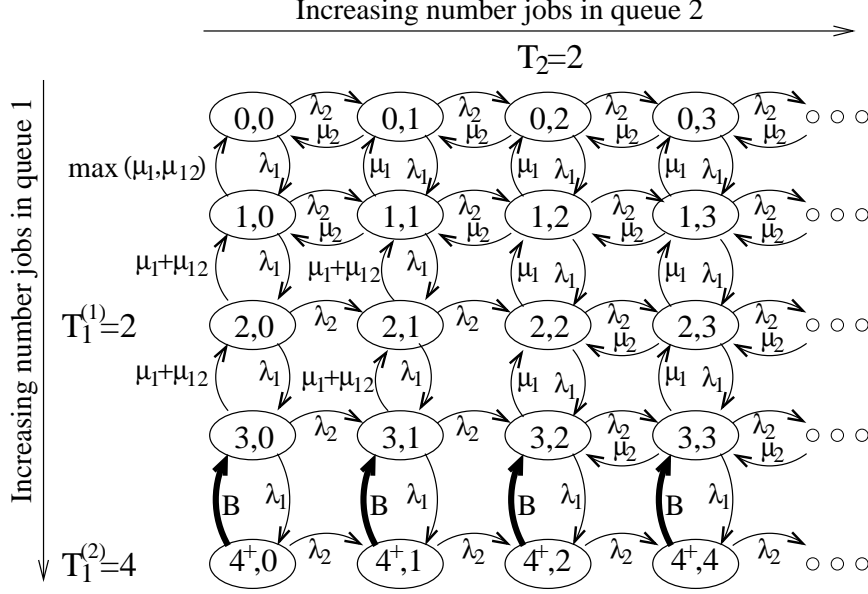 Increasing number jobs in queue 2
T₂=2
Increasing number jobs in queue 1
0,0 λ₂ μ₂ 0,1 λ₂ μ₂ 0,2 λ₂ μ₂ 0,3 λ₂ μ₂
max (μ₁,μ₁₂) λ₁ μ₁ λ₁ μ₁ λ₁ μ₁ λ₁
1,0 λ₂ μ₂ 1,1 λ₂ μ₂ 1,2 λ₂ μ₂ 1,3 λ₂ μ₂
μ₁+μ₁₂ λ₁ μ₁+μ₁₂ λ₁ μ₁ λ₁ μ₁ λ₁
T₁⁽¹⁾=2 2,0 λ₂ 2,1 λ₂ 2,2 λ₂ μ₂ 2,3 λ₂ μ₂
μ₁+μ₁₂ λ₁ μ₁+μ₁₂ λ₁ μ₁ λ₁ μ₁ λ₁
3,0 λ₂ 3,1 λ₂ 3,2 λ₂ μ₂ 3,3 λ₂ μ₂
B λ₁ B λ₁ B λ₁ B λ₁
T₁⁽²⁾=4 4⁺,0 λ₂ 4⁺,1 λ₂ 4⁺,2 λ₂ 4⁺,4 λ₂